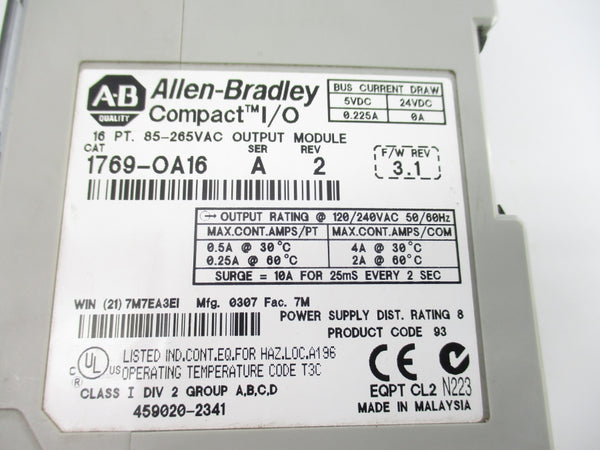 A-B
QUALITY
Allen-Bradley
Compact™ I/O
BUS CURRENT DRAW
5VDC 24VDC
0.225A 0A
16 PT. 85-265VAC OUTPUT MODULE
CAT SER REV
1769-OA16 A 2
F/W REV
3.1
OUTPUT RATING @ 120/240VAC 50/60Hz
MAX.CONT.AMPS/PT MAX.CONT.AMPS/COM
0.5A @ 30°C 4A @ 30°C
0.25A @ 60°C 2A @ 60°C
SURGE = 10A FOR 25mS EVERY 2 SEC
WIN (21) 7M7EA3EI Mfg. 0307 Fac. 7M
POWER SUPPLY DIST. RATING 8
PRODUCT CODE 93
C UL US
®
LISTED IND.CONT.EQ.FOR HAZ.LOC.A196
OPERATING TEMPERATURE CODE T3C
CLASS I DIV 2 GROUP A,B,C,D
459020-2341
CE
EQPT CL2 N223
MADE IN MALAYSIA